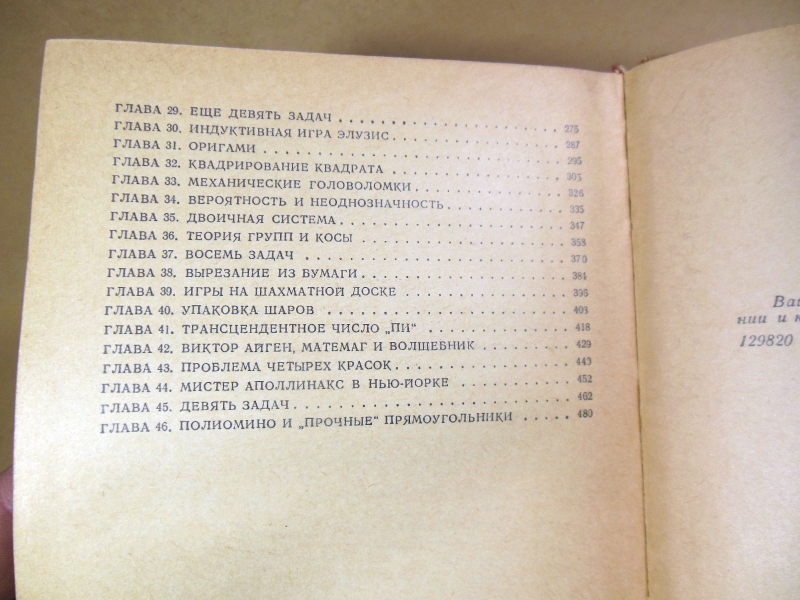 ГЛАВА 29. ЕЩЕ ДЕВЯТЬ ЗАДАЧ . . . . . . . . . . . . . . . . . . 275
ГЛАВА 30. ИНДУКТИВНАЯ ИГРА ЭЛУЗИС . . . . . . . . . . . . . 287
ГЛАВА 31. ОРИГАМИ . . . . . . . . . . . . . . . . . . . . . . . 295
ГЛАВА 32. КВАДРИРОВАНИЕ КВАДРАТА . . . . . . . . . . . . . 305
ГЛАВА 33. МЕХАНИЧЕСКИЕ ГОЛОВОЛОМКИ . . . . . . . . . . . . 326
ГЛАВА 34. ВЕРОЯТНОСТЬ И НЕОДНОЗНАЧНОСТЬ . . . . . . . . . 335
ГЛАВА 35. ДВОИЧНАЯ СИСТЕМА . . . . . . . . . . . . . . . . . 347
ГЛАВА 36. ТЕОРИЯ ГРУПП И КОСЫ . . . . . . . . . . . . . . . 358
ГЛАВА 37. ВОСЕМЬ ЗАДАЧ . . . . . . . . . . . . . . . . . . . 370
ГЛАВА 38. ВЫРЕЗАНИЕ ИЗ БУМАГИ . . . . . . . . . . . . . . . 384
ГЛАВА 39. ИГРЫ НА ШАХМАТНОЙ ДОСКЕ . . . . . . . . . . . . 396
ГЛАВА 40. УПАКОВКА ШАРОВ . . . . . . . . . . . . . . . . . . 408
ГЛАВА 41. ТРАНСЦЕНДЕНТНОЕ ЧИСЛО „ПИ“ . . . . . . . . . . . 418
ГЛАВА 42. ВИКТОР АЙГЕН, МАТЕМАГ И ВОЛШЕБНИК . . . . . . . 429
ГЛАВА 43. ПРОБЛЕМА ЧЕТЫРЕХ КРАСОК . . . . . . . . . . . . . 440
ГЛАВА 44. МИСТЕР АПОЛЛИНАКС В НЬЮ-ЙОРКЕ . . . . . . . . . 452
ГЛАВА 45. ДЕВЯТЬ ЗАДАЧ . . . . . . . . . . . . . . . . . . . . 462
ГЛАВА 46. ПОЛИОМИНО И „ПРОЧНЫЕ“ ПРЯМОУГОЛЬНИКИ . . . . . 480
нии и
129820